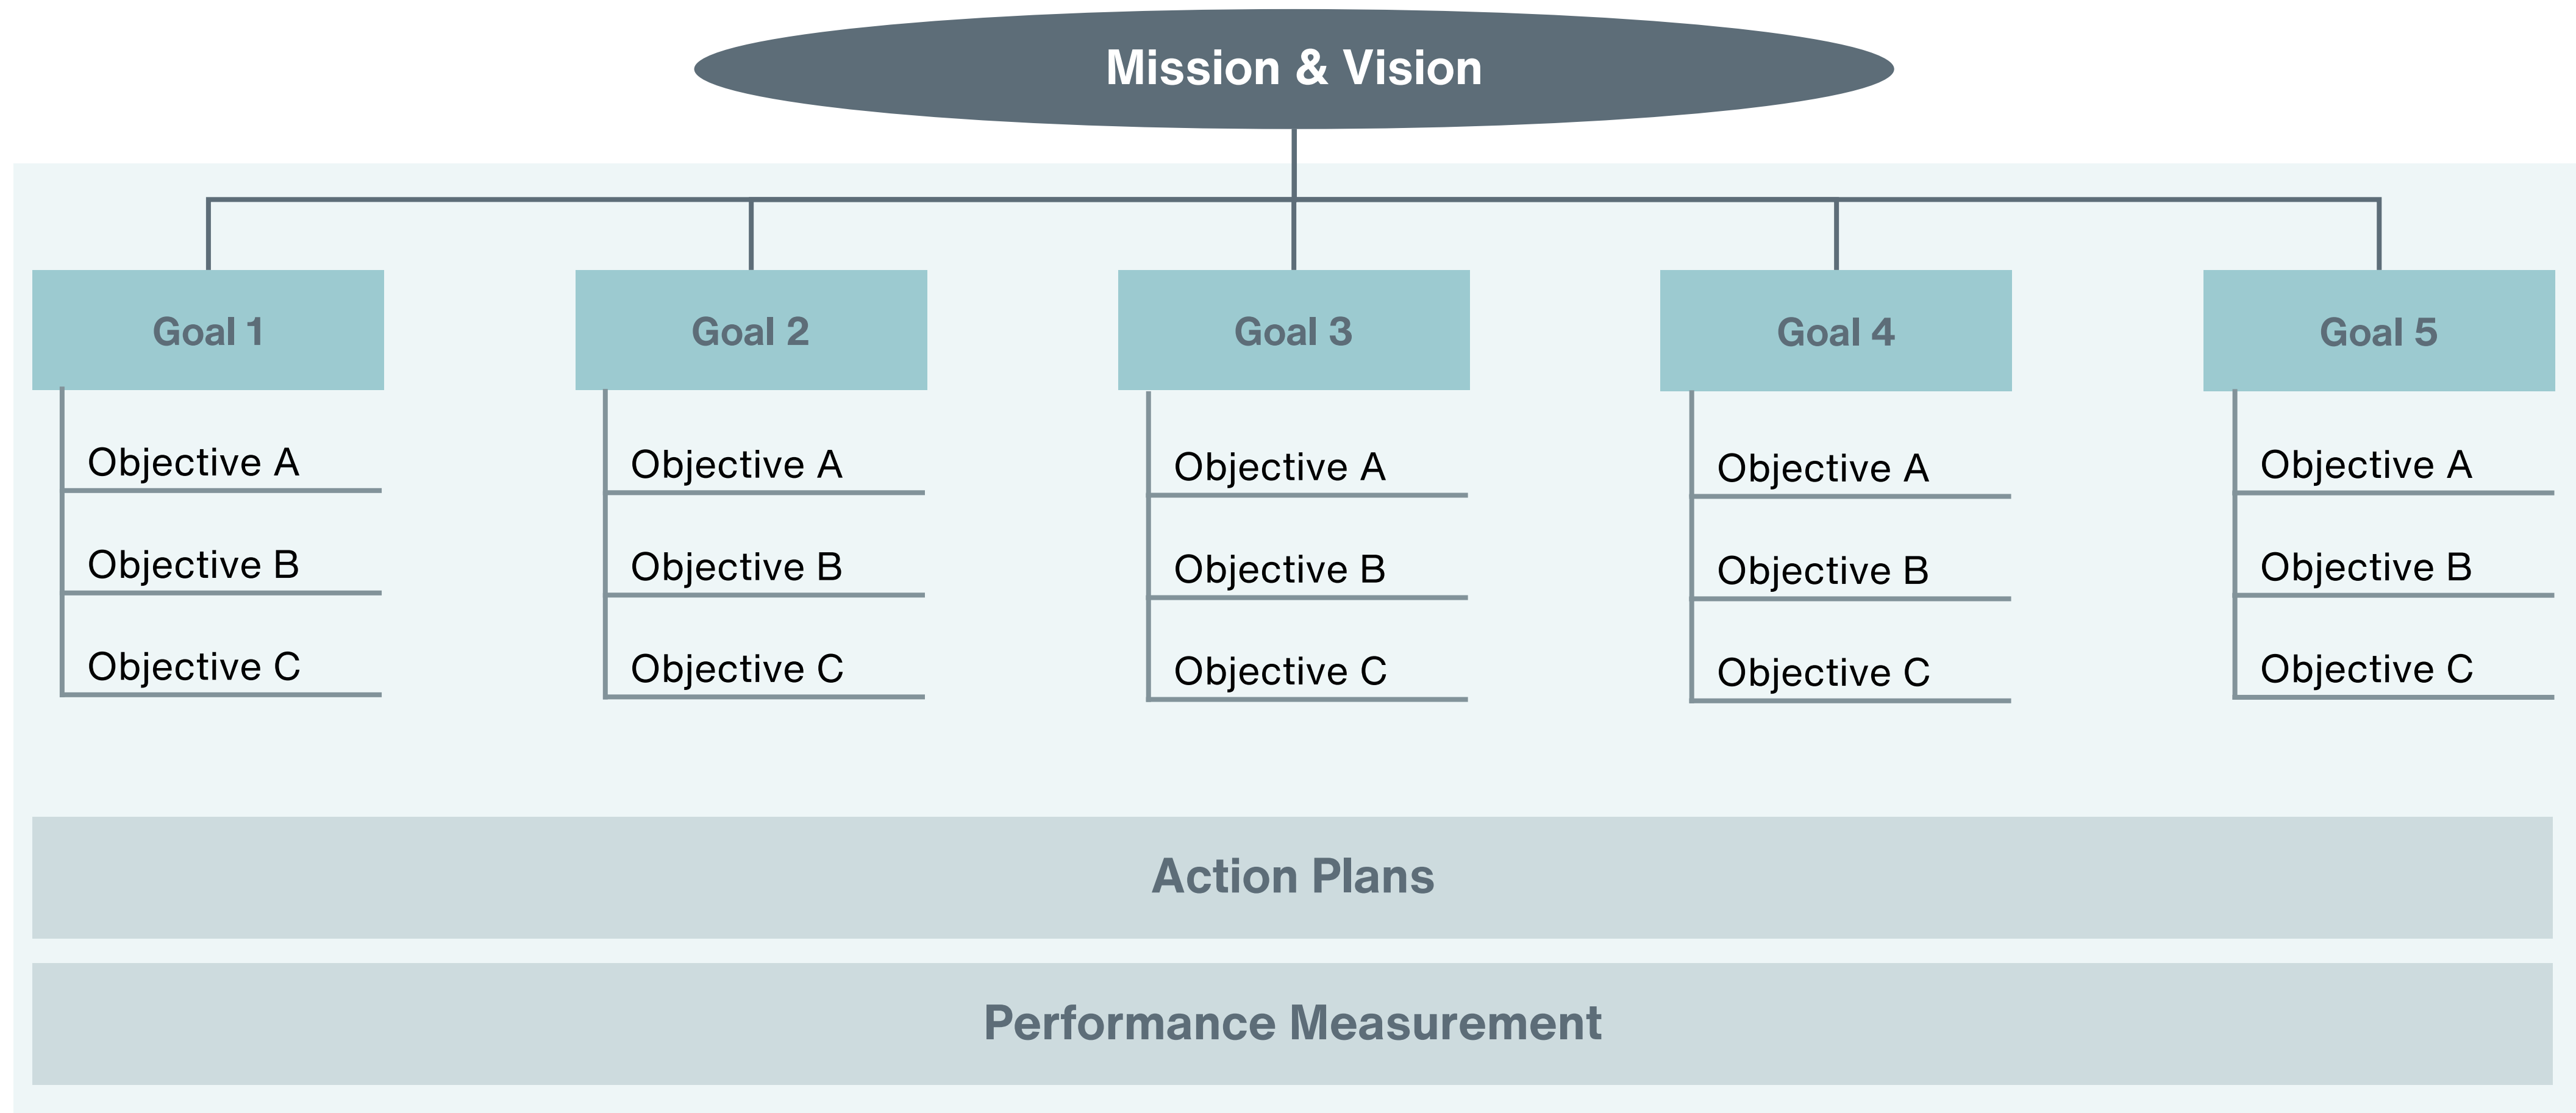 Mission & Vision
Goal 1
Objective A
Objective B
Objective C
Goal 2
Objective A
Objective B
Objective C
Goal 3
Objective A
Objective B
Objective C
Goal 4
Objective A
Objective B
Objective C
Goal 5
Objective A
Objective B
Objective C
Action Plans
Performance Measurement